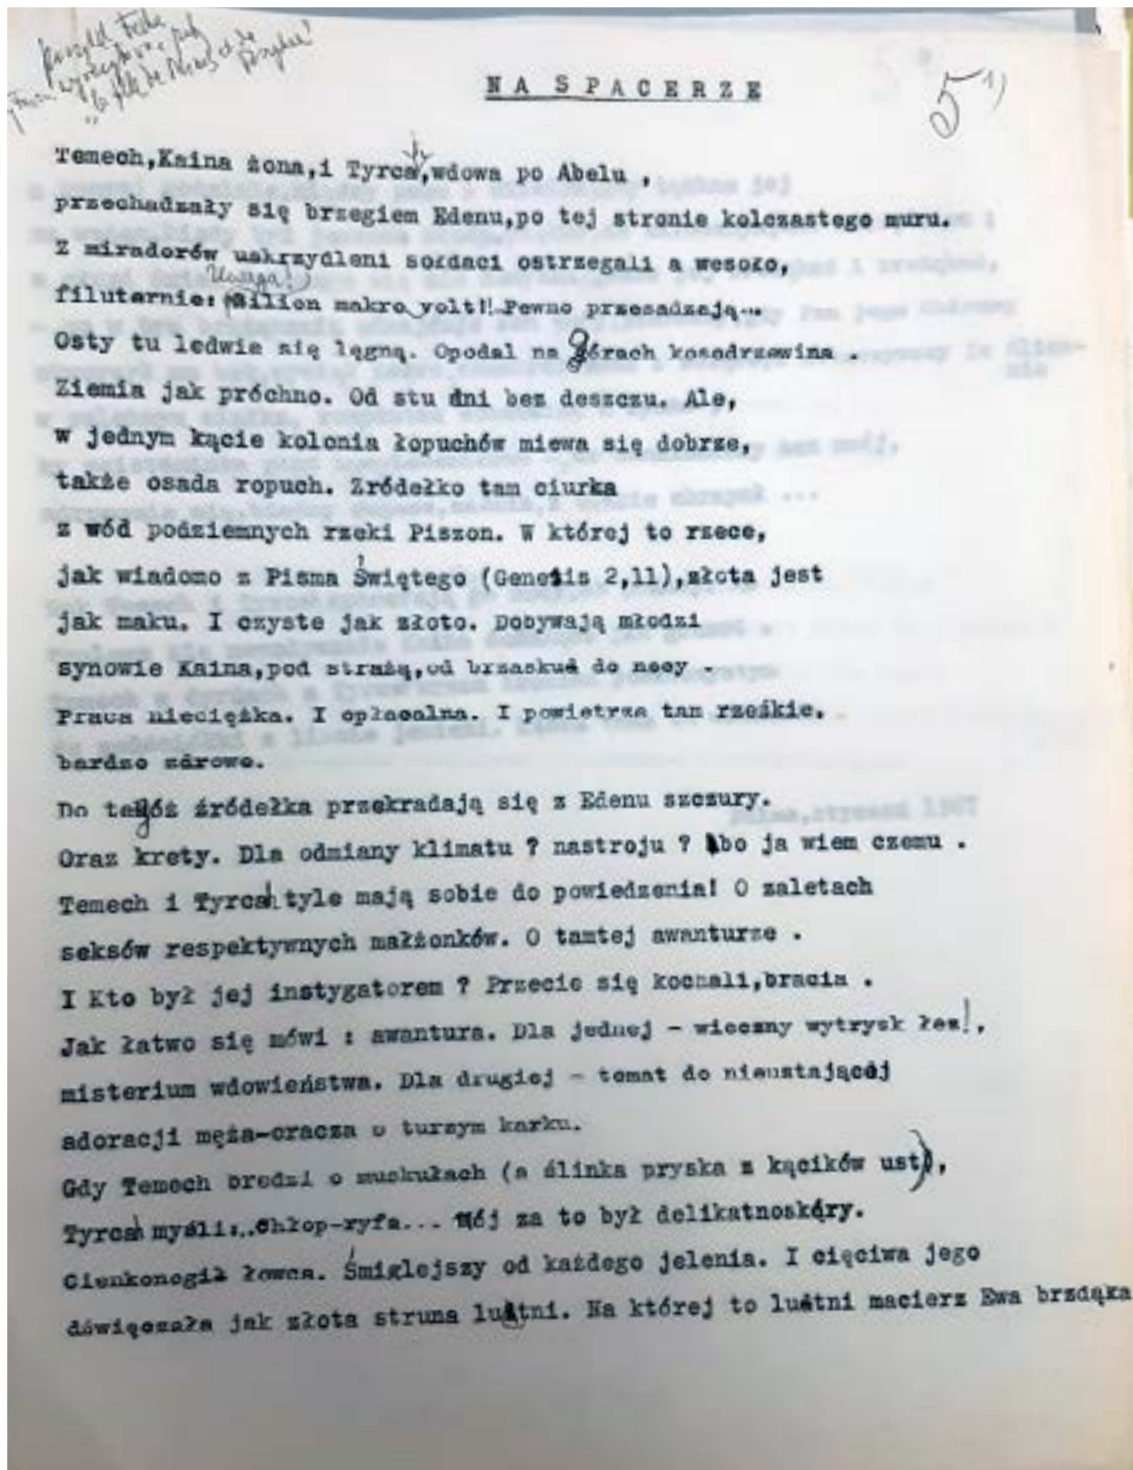 NA SPACERZE
5 1)
Temech,Kaina żona,i Tyrcah,wdowa po Abelu ,
przechadzały się brzegiem Edenu,po tej stronie kolczastego muru.
Z miradorów uskrzydleni sołdaci ostrzegali a wesoło,
Uwaga!
filuternie: Milion makro volt!! Pewno przesadzają...
Osty tu ledwie się lęgną. Opodal na górach kosodrzewina .
Ziemia jak próchno. Od stu dni bez deszczu. Ale,
w jednym kącie kolonia łopuchów miewa się dobrze,
także osada ropuch. Zródełko tam ciurka
z wód podziemnych rzeki Piszon. W której to rzece,
jak wiadomo z Pisma Świętego (Genesis 2,11),złota jest
jak maku. I czyste jak złoto. Dobywają młodzi
synowie Kaina,pod strażą,od brzasku do nocy .
Praca nieciężka. I opłacalna. I powietrze tam rześkie.
bardzo zdrowe.
Do tegóż źródełka przekradają się z Edenu szczury.
Oraz krety. Dla odmiany klimatu ? nastroju ? Abo ja wiem czemu .
Temech i Tyrcah tyle mają sobie do powiedzenia! O zaletach
seksów respektywnych małżonków. O tamtej awanturze .
I Kto był jej instygatorem ? Przecie się kochali,bracia .
Jak łatwo się mówi : awantura. Dla jednej - wieczny wytrysk łez!,
misterium wdowieństwa. Dla drugiej - temat do nieustającej
adoracji męża-oracza o turzym karku.
Gdy Temech bredzi o muskułach (a ślinka pryska z kącików ust),
Tyrcah myśli:..Chłop-ryfa... Mój za to był delikatnoskóry.
Cienkonogi łowca. Śmiglejszy od każdego jelenia. I cięciwa jego
dźwięczała jak złota struna lutni. Na której to lutni macierz Ewa brzdąka